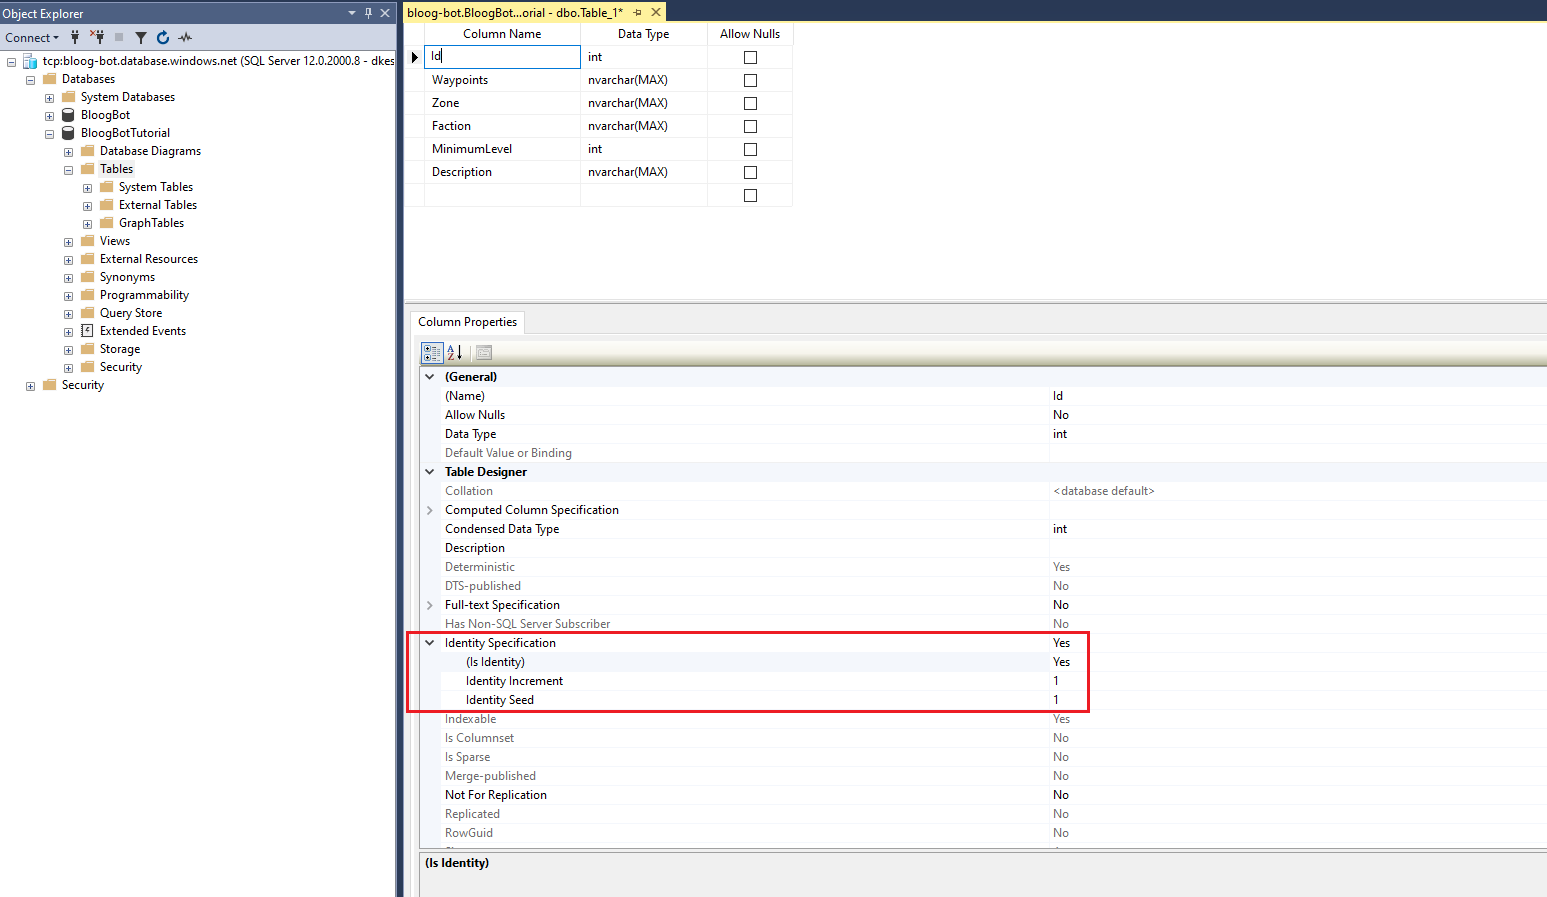 Object Explorer
Connect
tcp:bloog-bot.database.windows.net (SQL Server 12.0.2000.8 - dkes
Databases
System Databases
BloogBot
BloogBotTutorial
Database Diagrams
Tables
System Tables
External Tables
GraphTables
Views
External Resources
Synonyms
Programmability
Query Store
Extended Events
Storage
Security
Security
bloog-bot.BloogBot...orial - dbo.Table_1*
Column Name Data Type Allow Nulls
Id int
Waypoints nvarchar(MAX)
Zone nvarchar(MAX)
Faction nvarchar(MAX)
MinimumLevel int
Description nvarchar(MAX)
Column Properties
(General)
(Name) Id
Allow Nulls No
Data Type int
Default Value or Binding
Table Designer
Collation <database default>
Computed Column Specification
Condensed Data Type int
Description
Deterministic Yes
DTS-published No
Full-text Specification No
Has Non-SQL Server Subscriber No
Identity Specification Yes
(Is Identity) Yes
Identity Increment 1
Identity Seed 1
Indexable Yes
Is Columnset No
Is Sparse No
Merge-published No
Not For Replication No
Replicated No
RowGuid No
(Is Identity)